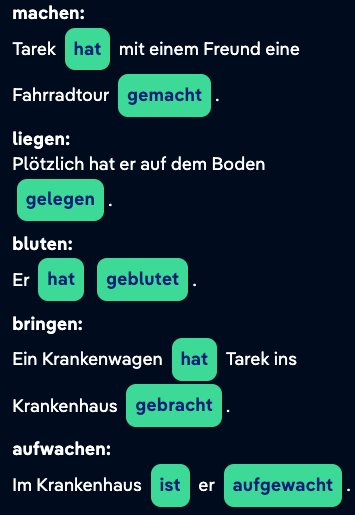 machen:
Tarek hat mit einem Freund eine
Fahrradtour gemacht .
liegen:
Plötzlich hat er auf dem Boden
gelegen .
bluten:
Er hat geblutet .
bringen:
Ein Krankenwagen hat Tarek ins
Krankenhaus gebracht .
aufwachen:
Im Krankenhaus ist er aufgewacht .